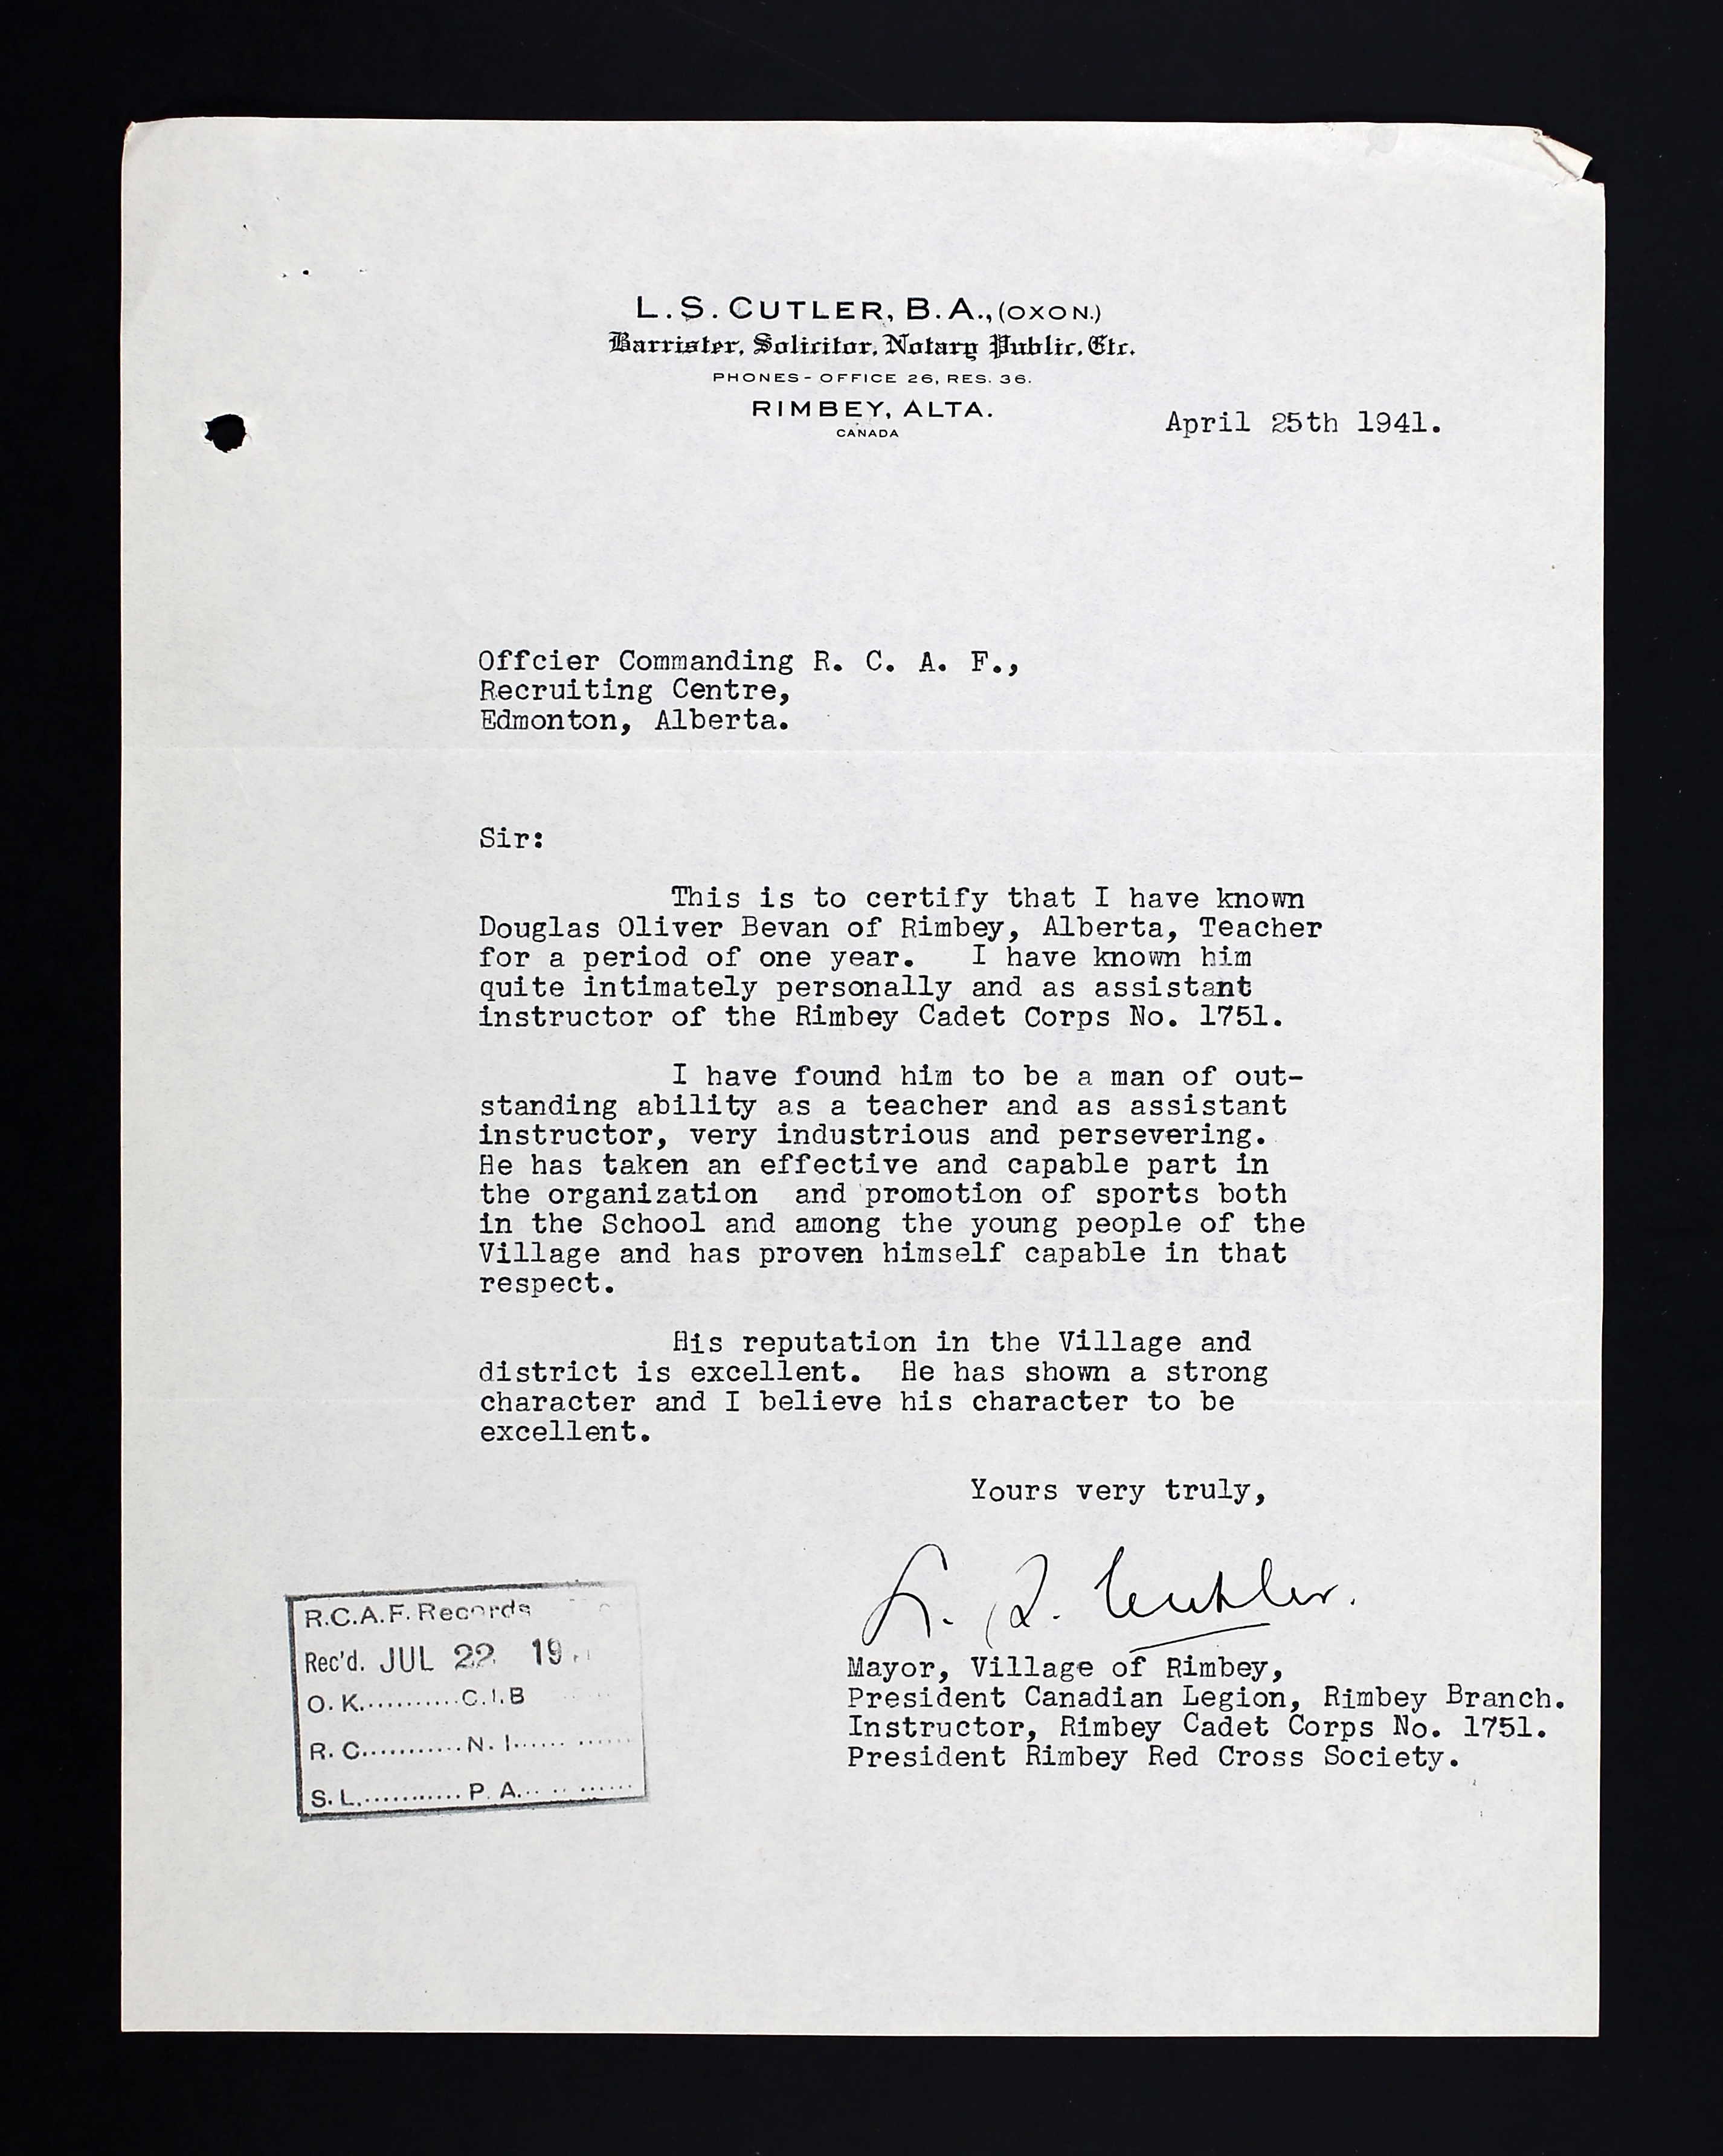 L. S. CUTLER, B. A., (OXON.)
Barrister, Solicitor, Notary Public, Etc.
PHONES - OFFICE 26, RES. 36.
RIMBEY, ALTA.
CANADA
April 25th 1941.
Offcier Commanding R. C. A. F.,
Recruiting Centre,
Edmonton, Alberta.
Sir:
This is to certify that I have known
Douglas Oliver Bevan of Rimbey, Alberta, Teacher
for a period of one year. I have known him
quite intimately personally and as assistant
instructor of the Rimbey Cadet Corps No. 1751.
I have found him to be a man of out-
standing ability as a teacher and as assistant
instructor, very industrious and persevering.
He has taken an effective and capable part in
the organization and promotion of sports both
in the School and among the young people of the
Village and has proven himself capable in that
respect.
His reputation in the Village and
district is excellent. He has shown a strong
character and I believe his character to be
excellent.
Yours very truly,
L. S. Cutler.
Mayor, Village of Rimbey,
President Canadian Legion, Rimbey Branch.
Instructor, Rimbey Cadet Corps No. 1751.
President Rimbey Red Cross Society.
R.C.A.F. Records
Rec'd. JUL 22 19
O. K...........C.I.B
R. C...........N. I............
S. L...........P. A............